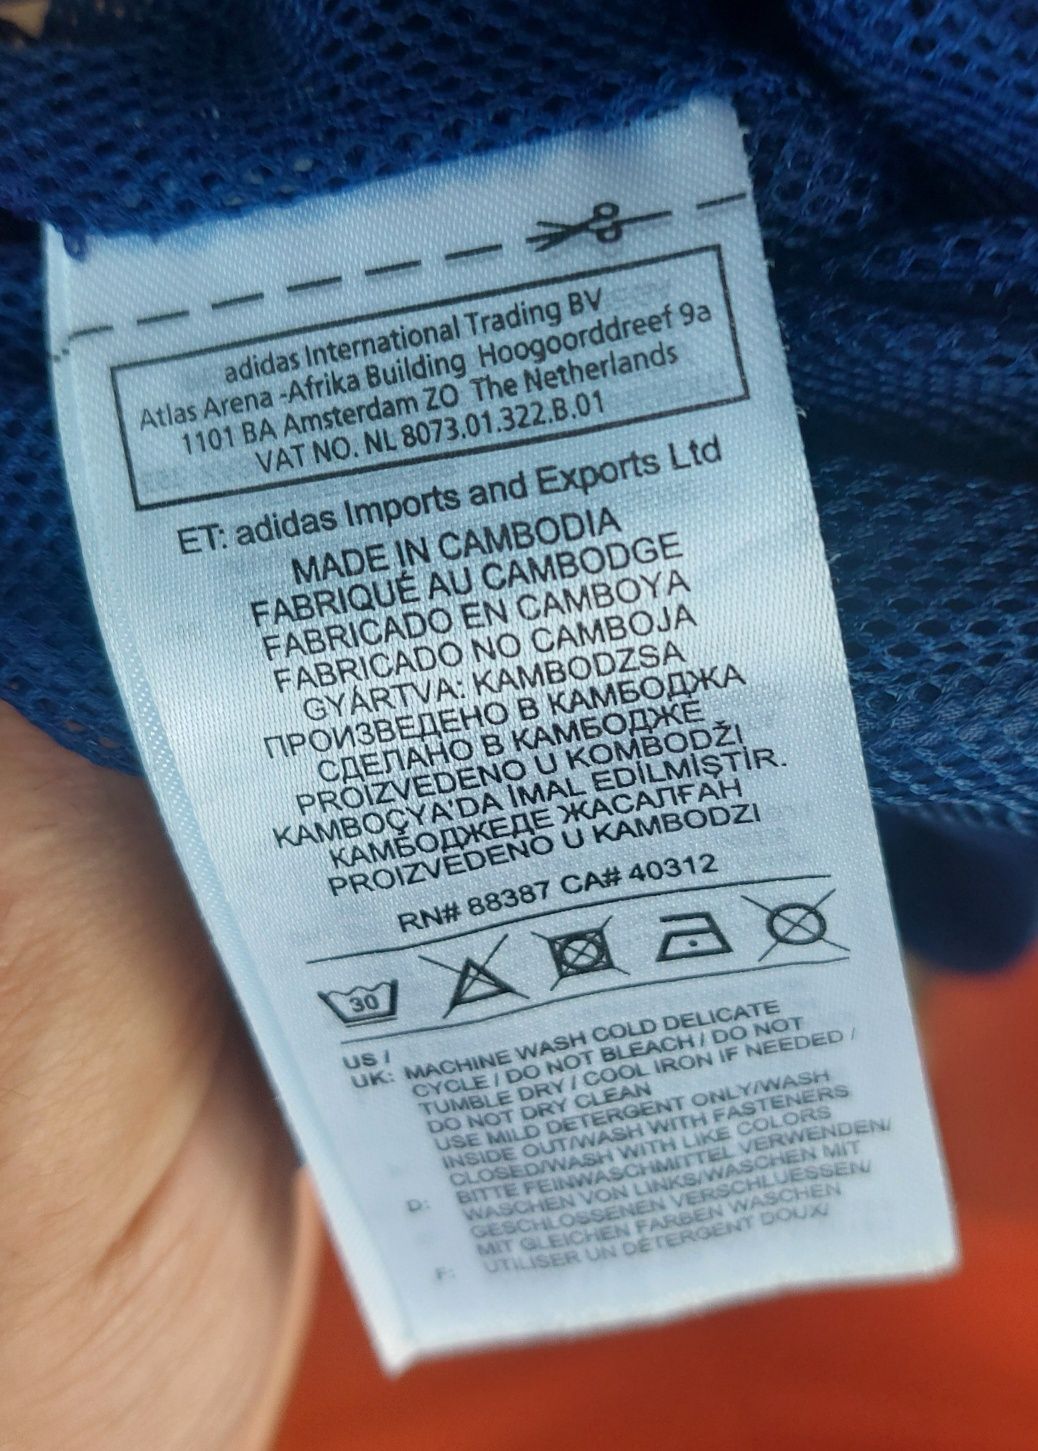 adidas International Trading BV
Atlas Arena -Afrika Building Hoogoorddreef 9a
1101 BA Amsterdam ZO The Netherlands
VAT NO. NL 8073.01.322.B.01
ET: adidas Imports and Exports Ltd
MADE IN CAMBODIA
FABRIQUÉ AU CAMBODGE
FABRICADO EN CAMBOYA
FABRICADO NO CAMBOJA
GYÁRTVA: KAMBODZSA
ПРОИЗВЕДЕНО В КАМБОДЖА
СДЕЛАНО В КАМБОДЖЕ
PROIZVEDENO U KOMBODŽI
KAMBOÇYA'DA İMAL EDİLMİŞTİR.
КАМБОДЖЕДЕ ЖАСАЛҒАН
PROIZVEDENO U KAMBODZI
RN# 88387 CA# 40312
30
US /
UK: MACHINE WASH COLD DELICATE
CYCLE / DO NOT BLEACH / DO NOT
TUMBLE DRY / COOL IRON IF NEEDED /
DO NOT DRY CLEAN
USE MILD DETERGENT ONLY/WASH
INSIDE OUT/WASH WITH FASTENERS
CLOSED/WASH WITH LIKE COLORS
D: BITTE FEINWASCHMITTEL VERWENDEN/
WASCHEN VON LINKS/WASCHEN MIT
GESCHLOSSENEN VERSCHLUESSEN/
MIT GLEICHEN FARBEN WASCHEN
F: UTILISER UN DETERGENT DOUX/